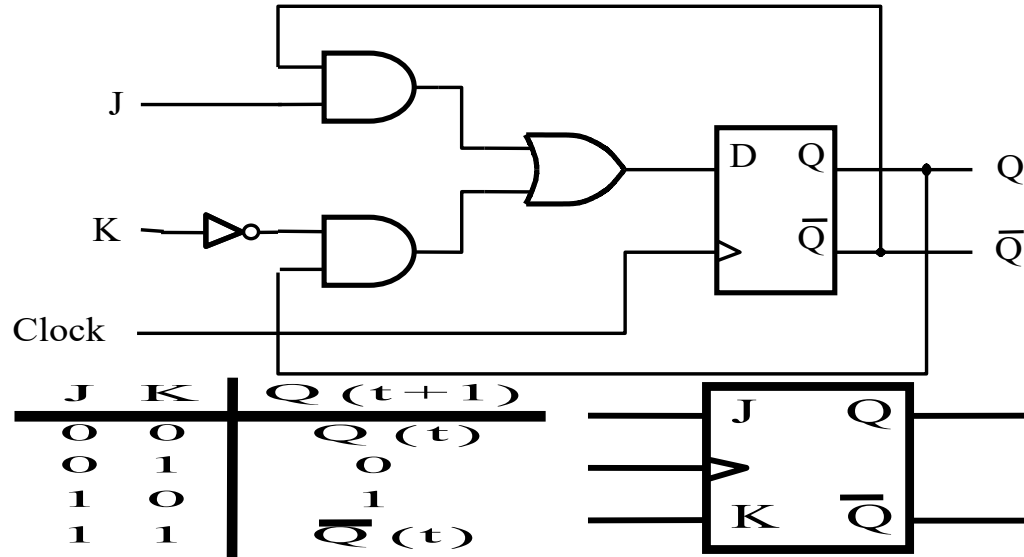 J
D Q
Q
K
Q̅
Q̅
Clock
J K Q (t + 1)
0 0 Q (t)
0 1 0
1 0 1
1 1 Q̅ (t)
J Q
K Q̅